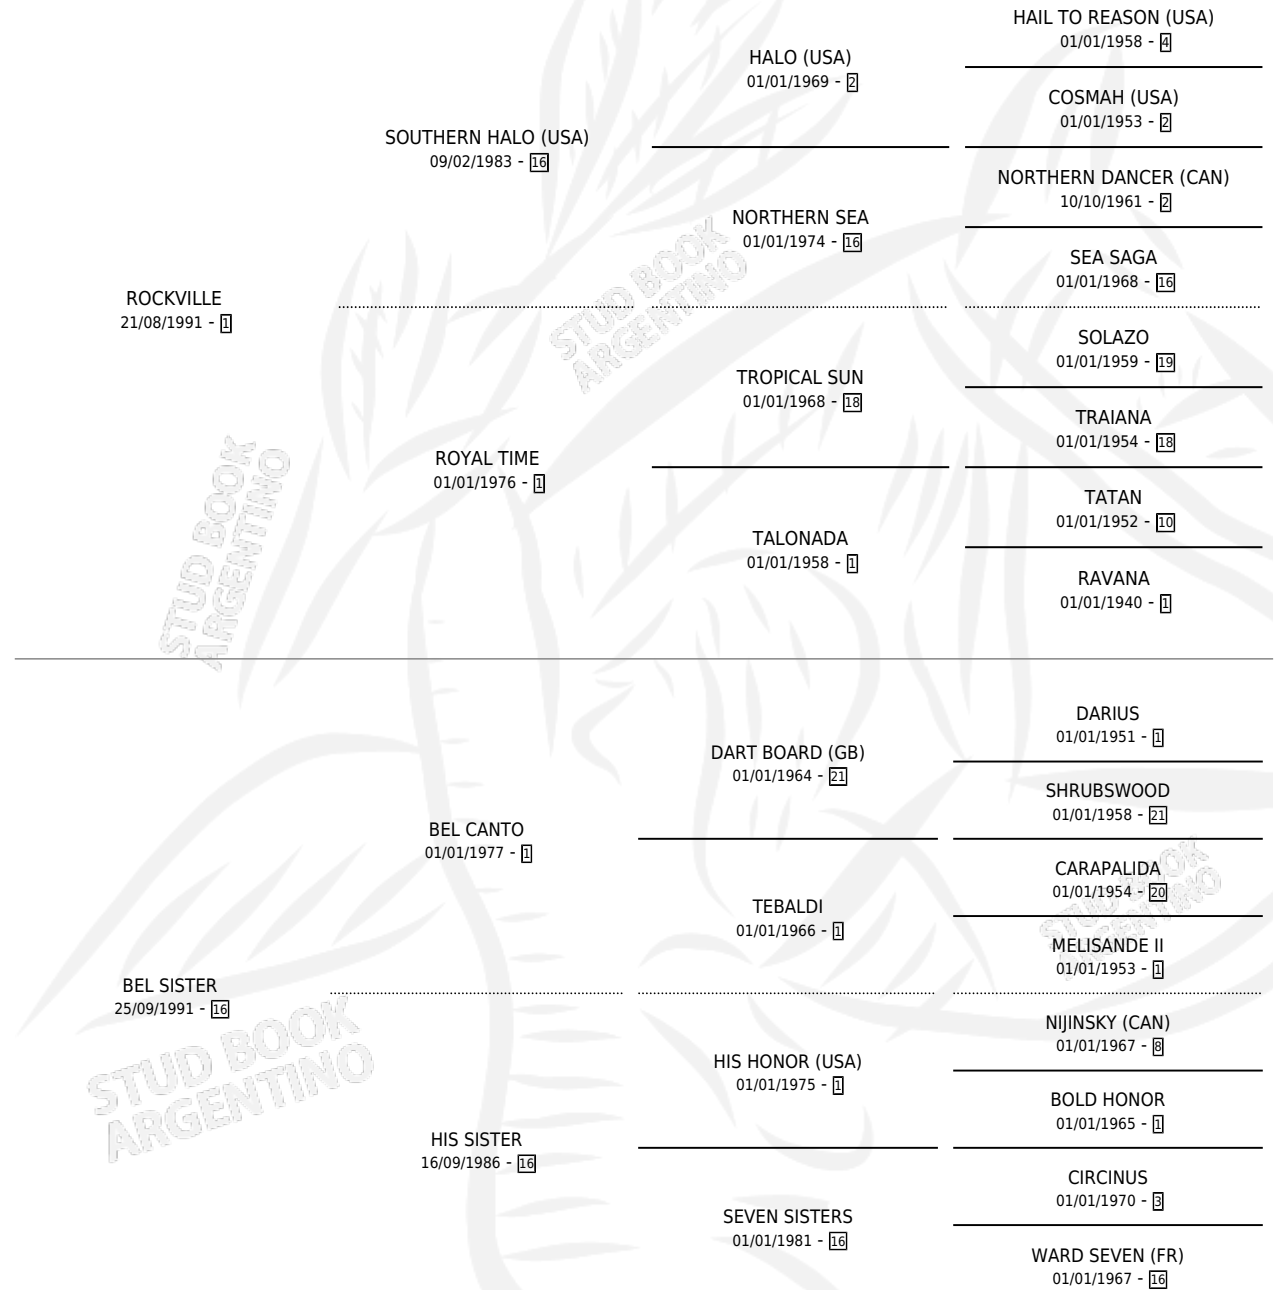 HAIL TO REASON (USA)
01/01/1958 - 4
HALO (USA)
01/01/1969 - 2
COSMAH (USA)
01/01/1953 - 2
SOUTHERN HALO (USA)
09/02/1983 - 16
NORTHERN DANCER (CAN)
10/10/1961 - 2
NORTHERN SEA
01/01/1974 - 16
SEA SAGA
01/01/1968 - 16
ROCKVILLE
21/08/1991 - 1
SOLAZO
01/01/1959 - 19
TROPICAL SUN
01/01/1968 - 18
TRAIANA
01/01/1954 - 18
ROYAL TIME
01/01/1976 - 1
TATAN
01/01/1952 - 10
TALONADA
01/01/1958 - 1
RAVANA
01/01/1940 - 1
DARIUS
01/01/1951 - 1
DART BOARD (GB)
01/01/1964 - 21
SHRUBSWOOD
01/01/1958 - 21
BEL CANTO
01/01/1977 - 1
CARAPALIDA
01/01/1954 - 20
TEBALDI
01/01/1966 - 1
MELISANDE II
01/01/1953 - 1
BEL SISTER
25/09/1991 - 16
NIJINSKY (CAN)
01/01/1967 - 8
HIS HONOR (USA)
01/01/1975 - 1
BOLD HONOR
01/01/1965 - 1
HIS SISTER
16/09/1986 - 16
CIRCINUS
01/01/1970 - 3
SEVEN SISTERS
01/01/1981 - 16
WARD SEVEN (FR)
01/01/1967 - 16
STUD BOOK
ARGENTINO
STUD BOOK
ARGENTINO
STUD BOOK
ARGENTINO
STUD BOOK
ARGENTINO